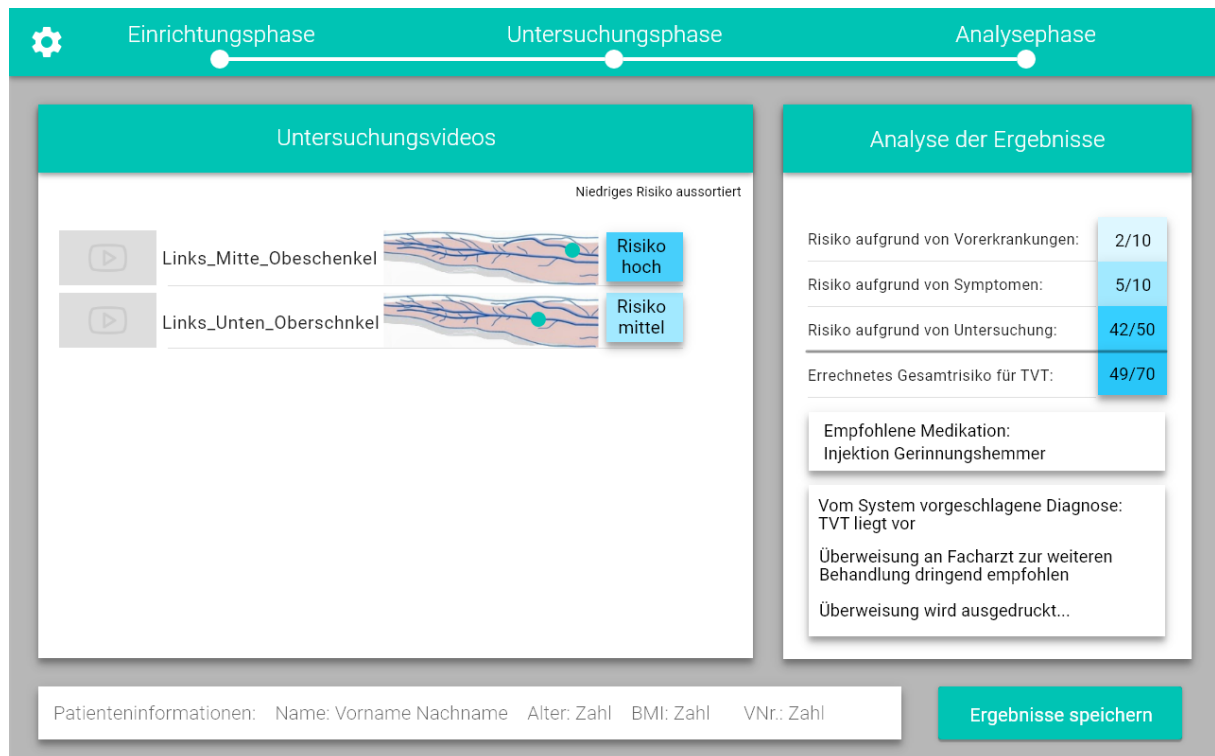 Einrichtungsphase
Untersuchungsphase
Analysephase
Untersuchungsvideos
Niedriges Risiko aussortiert
Links_Mitte_Obeschenkel
Risiko
hoch
Links_Unten_Oberschnkel
Risiko
mittel
Analyse der Ergebnisse
Risiko aufgrund von Vorerkrankungen: 2/10
Risiko aufgrund von Symptomen: 5/10
Risiko aufgrund von Untersuchung: 42/50
Errechnetes Gesamtrisiko für TVT: 49/70
Empfohlene Medikation:
Injektion Gerinnungshemmer
Vom System vorgeschlagene Diagnose:
TVT liegt vor
Überweisung an Facharzt zur weiteren
Behandlung dringend empfohlen
Überweisung wird ausgedruckt...
Patienteninformationen: Name: Vorname Nachname Alter: Zahl BMI: Zahl VNr.: Zahl
Ergebnisse speichern